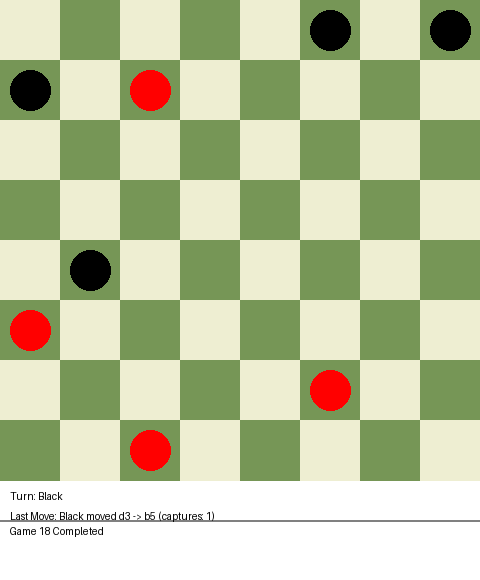 Turn: Black
Last Move: Black moved d3 -> b5 (captures: 1)
Game 18 Completed